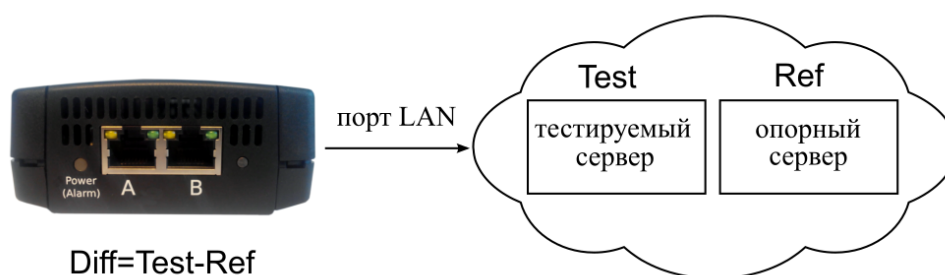 Test
Ref
порт LAN
тестируемый
сервер
опорный
сервер
Power
(Alarm)
A
B
Diff=Test-Ref